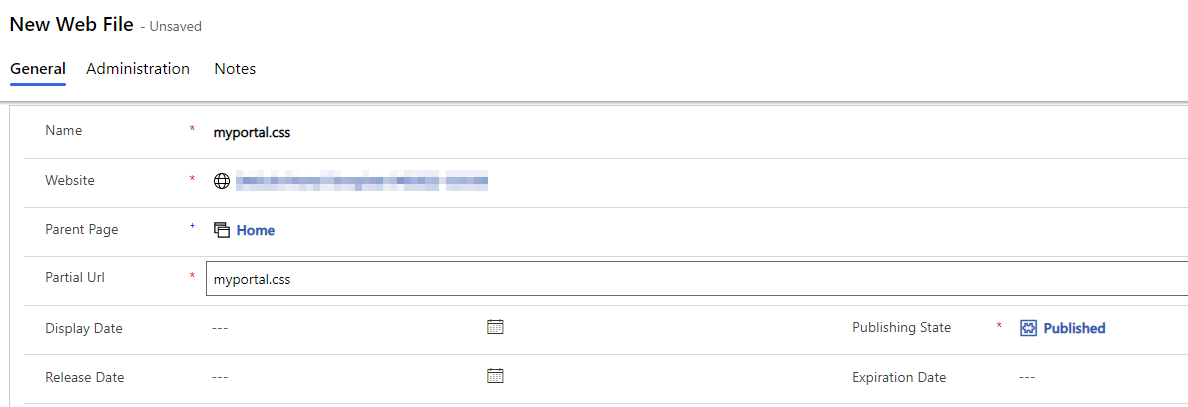 New Web File - Unsaved
General Administration Notes
Name * myportal.css
Website *
Parent Page + Home
Partial Url * myportal.css
Display Date --- Publishing State * Published
Release Date --- Expiration Date ---